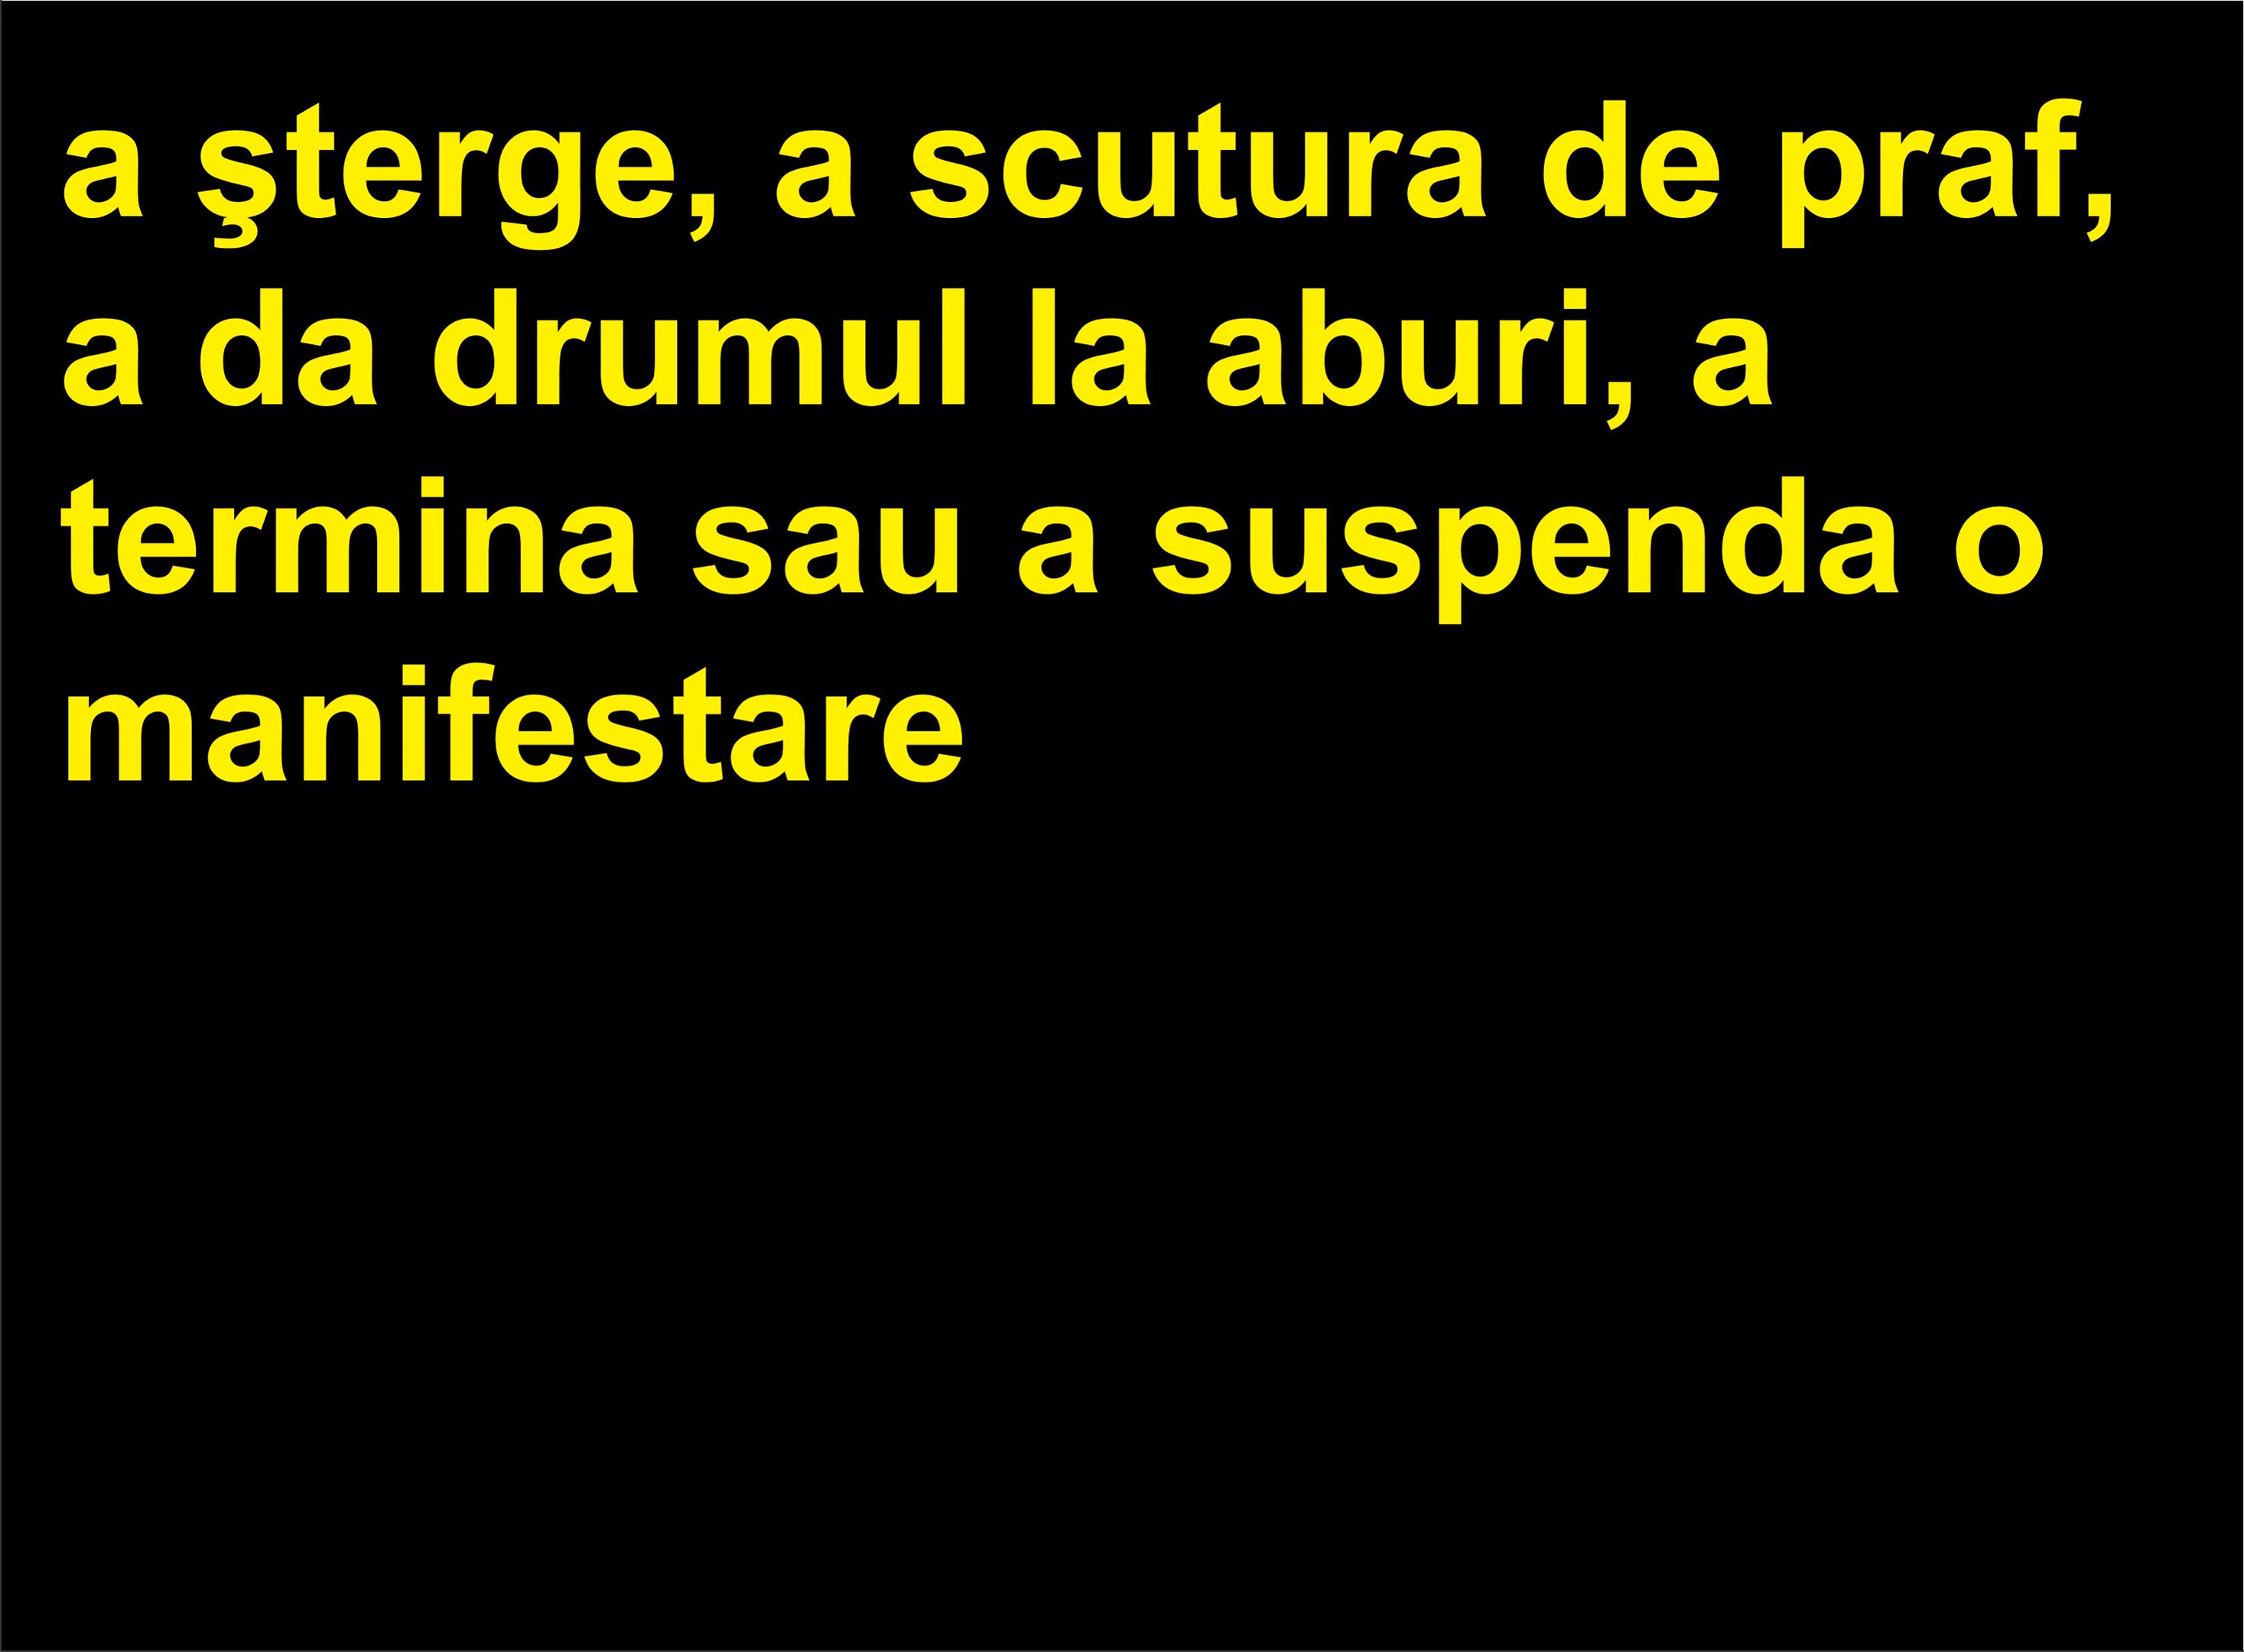 a şterge, a scutura de praf,
a da drumul la aburi, a
termina sau a suspenda o
manifestare